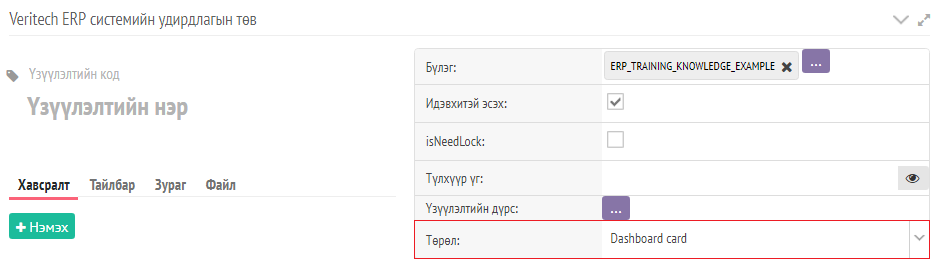 Veritech ERP системийн удирдлагын төв
Үзүүлэлтийн код
Үзүүлэлтийн нэр
Хавсралт Тайлбар Зураг Файл
+ Нэмэх
Бүлэг: ERP_TRAINING_KNOWLEDGE_EXAMPLE ✖ ...
Идэвхитэй эсэх:
isNeedLock:
Түлхүүр үг:
Үзүүлэлтийн дүрс: ...
Төрөл: Dashboard card